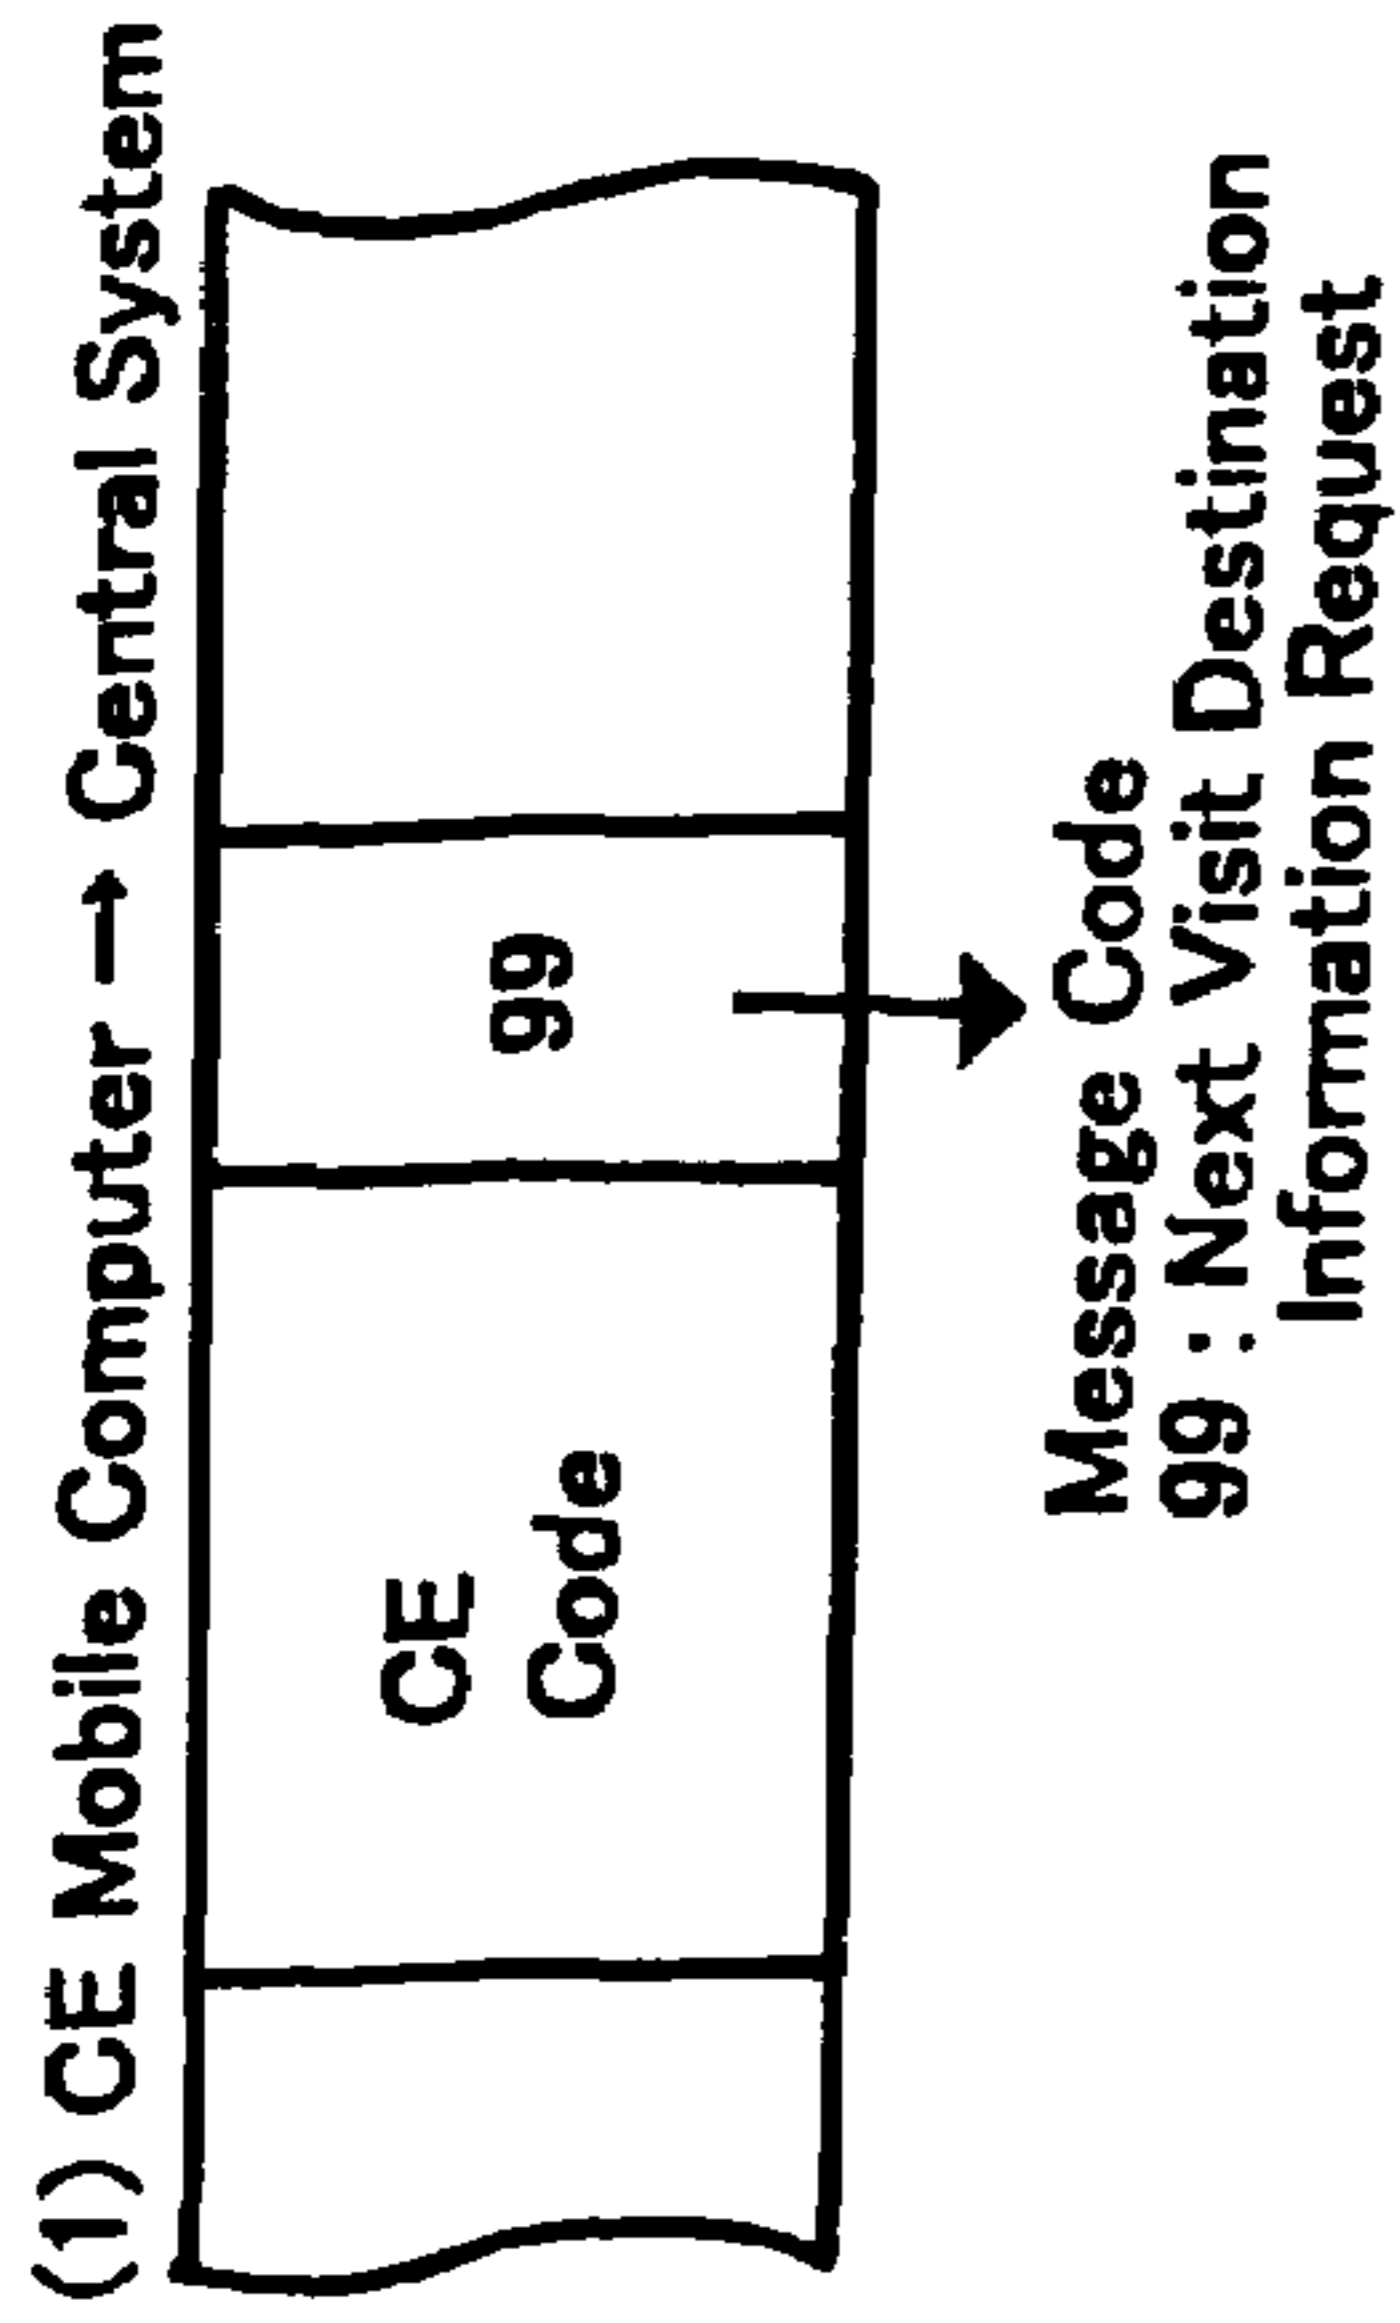 (1) CE Mobile Computer → Central System
CE
Code
99
Message Code
99 : Next Visit Destination
Information Request